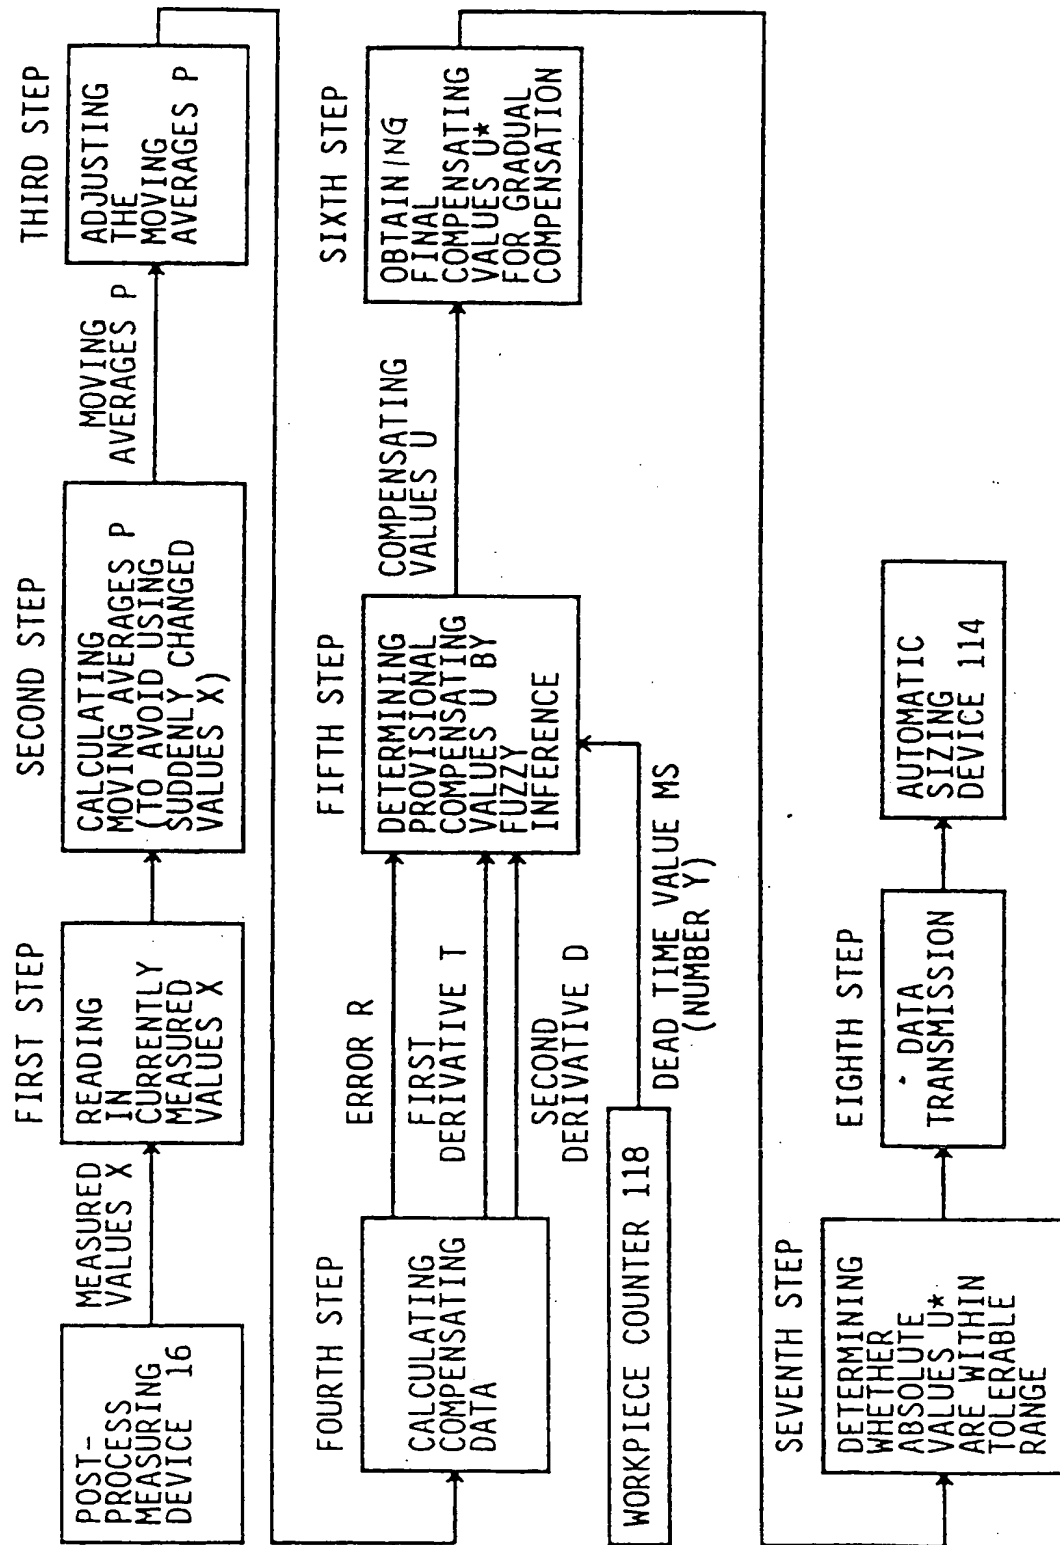 POST-
PROCESS
MEASURING
DEVICE 16
MEASURED
VALUES X
FIRST STEP
READING
IN
CURRENTLY
MEASURED
VALUES X
SECOND STEP
CALCULATING
MOVING AVERAGES P
(TO AVOID USING
SUDDENLY CHANGED
VALUES X)
MOVING
AVERAGES P
THIRD STEP
ADJUSTING
THE
MOVING
AVERAGES P
FOURTH STEP
CALCULATING
COMPENSATING
DATA
ERROR R
FIRST
DERIVATIVE T
SECOND
DERIVATIVE D
WORKPIECE COUNTER 118
DEAD TIME VALUE MS
(NUMBER Y)
FIFTH STEP
DETERMINING
PROVISIONAL
COMPENSATING
VALUES U BY
FUZZY
INFERENCE
COMPENSATING
VALUES U
SIXTH STEP
OBTAINING
FINAL
COMPENSATING
VALUES U*
FOR GRADUAL
COMPENSATION
SEVENTH STEP
DETERMINING
WHETHER
ABSOLUTE
VALUES U*
ARE WITHIN
TOLERABLE
RANGE
EIGHTH STEP
DATA
TRANSMISSION
AUTOMATIC
SIZING
DEVICE 114